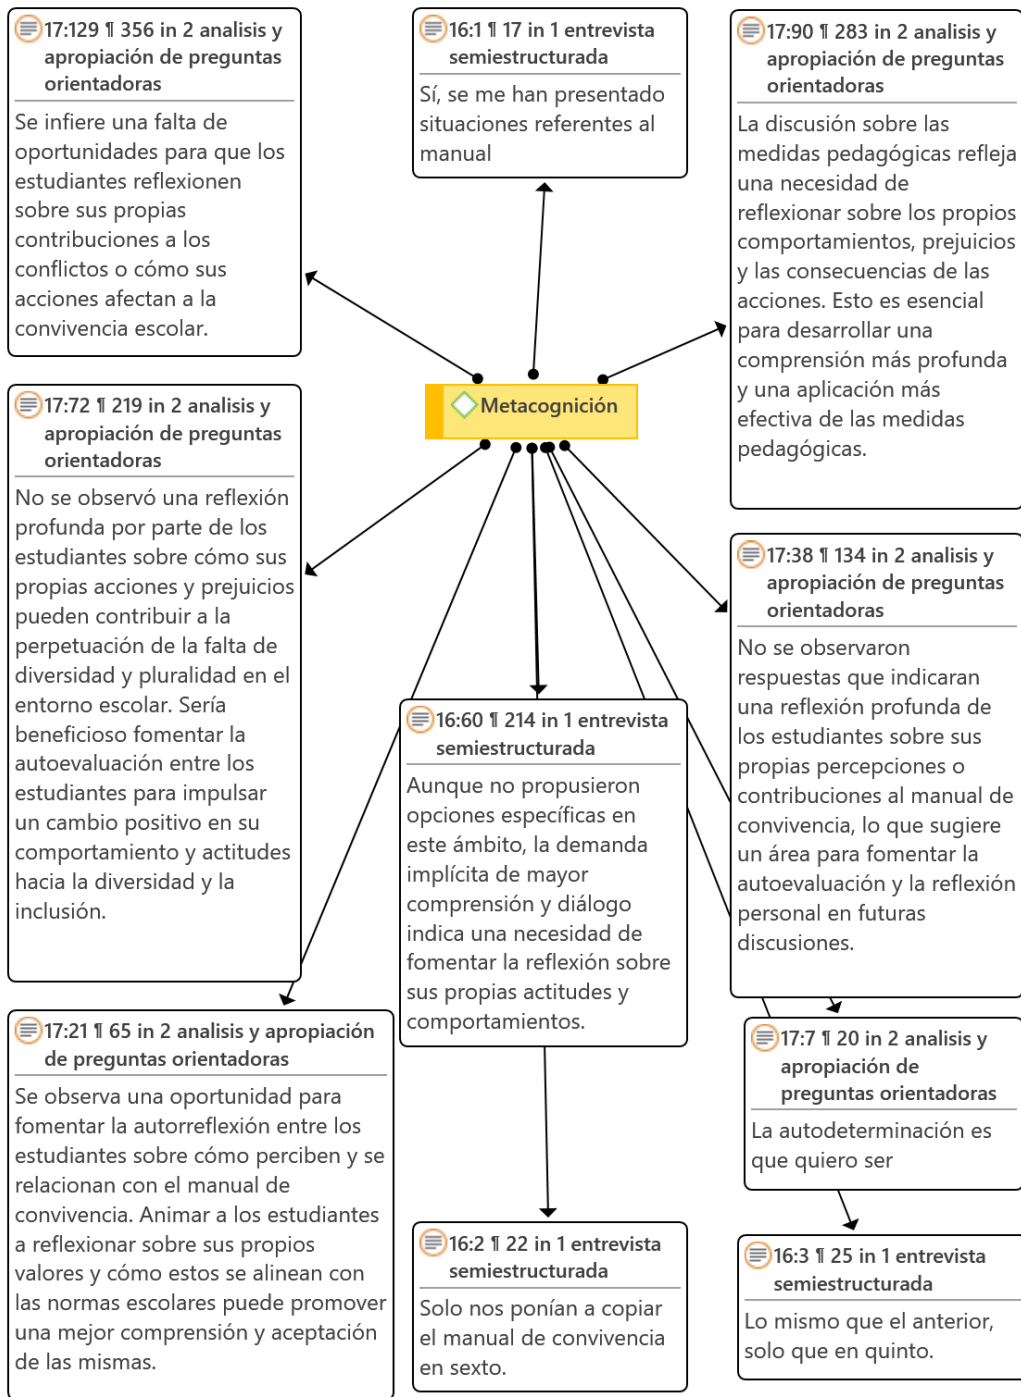 17:129 ¶ 356 in 2 analisis y
apropiación de preguntas
orientadoras
Se infiere una falta de
oportunidades para que los
estudiantes reflexionen
sobre sus propias
contribuciones a los
conflictos o cómo sus
acciones afectan a la
convivencia escolar.
16:1 ¶ 17 in 1 entrevista
semiestructurada
Sí, se me han presentado
situaciones referentes al
manual
17:90 ¶ 283 in 2 analisis y
apropiación de preguntas
orientadoras
La discusión sobre las
medidas pedagógicas refleja
una necesidad de
reflexionar sobre los propios
comportamientos, prejuicios
y las consecuencias de las
acciones. Esto es esencial
para desarrollar una
comprensión más profunda
y una aplicación más
efectiva de las medidas
pedagógicas.
Metacognición
17:72 ¶ 219 in 2 analisis y
apropiación de preguntas
orientadoras
No se observó una reflexión
profunda por parte de los
estudiantes sobre cómo sus
propias acciones y prejuicios
pueden contribuir a la
perpetuación de la falta de
diversidad y pluralidad en el
entorno escolar. Sería
beneficioso fomentar la
autoevaluación entre los
estudiantes para impulsar
un cambio positivo en su
comportamiento y actitudes
hacia la diversidad y la
inclusión.
16:60 ¶ 214 in 1 entrevista
semiestructurada
Aunque no propusieron
opciones específicas en
este ámbito, la demanda
implícita de mayor
comprensión y diálogo
indica una necesidad de
fomentar la reflexión sobre
sus propias actitudes y
comportamientos.
17:38 ¶ 134 in 2 analisis y
apropiación de preguntas
orientadoras
No se observaron
respuestas que indicaran
una reflexión profunda de
los estudiantes sobre sus
propias percepciones o
contribuciones al manual de
convivencia, lo que sugiere
un área para fomentar la
autoevaluación y la reflexión
personal en futuras
discusiones.
17:21 ¶ 65 in 2 analisis y apropiación
de preguntas orientadoras
Se observa una oportunidad para
fomentar la autorreflexión entre los
estudiantes sobre cómo perciben y se
relacionan con el manual de
convivencia. Animar a los estudiantes
a reflexionar sobre sus propios
valores y cómo estos se alinean con
las normas escolares puede promover
una mejor comprensión y aceptación
de las mismas.
17:7 ¶ 20 in 2 analisis y
apropiación de
preguntas orientadoras
La autodeterminación es
que quiero ser
16:2 ¶ 22 in 1 entrevista
semiestructurada
Solo nos ponían a copiar
el manual de convivencia
en sexto.
16:3 ¶ 25 in 1 entrevista
semiestructurada
Lo mismo que el anterior,
solo que en quinto.